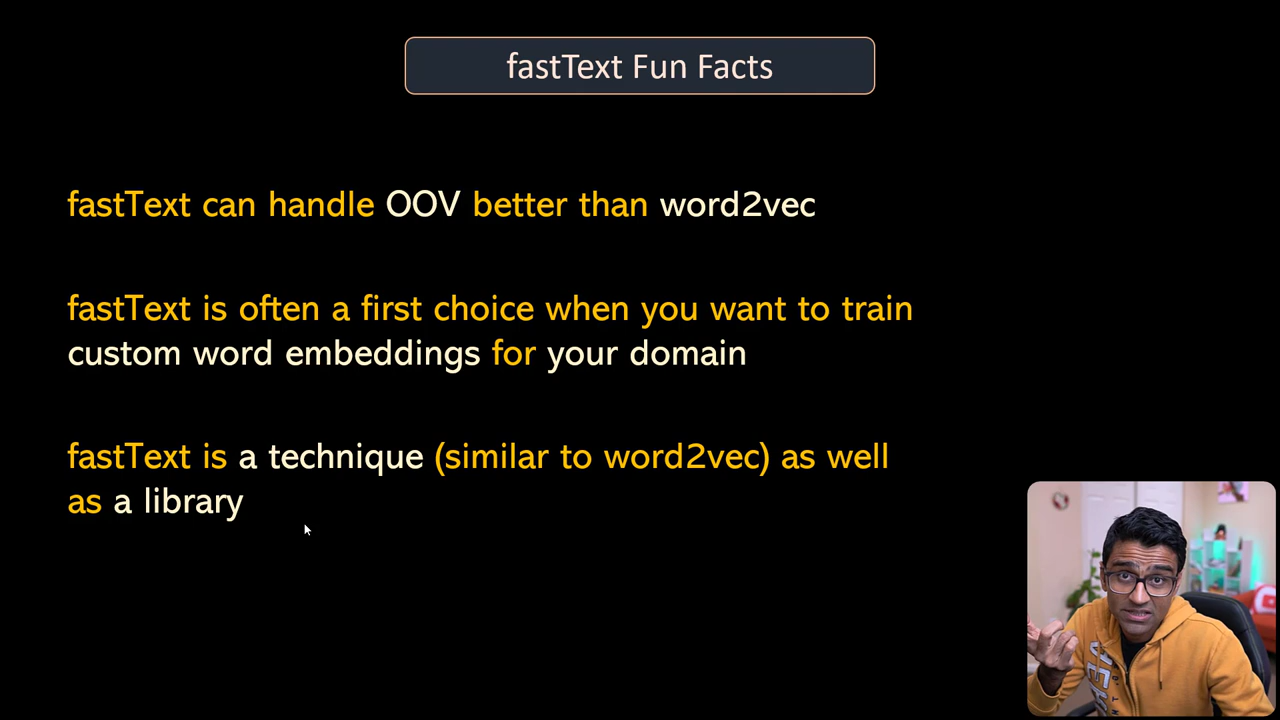 fastText Fun Facts
fastText can handle OOV better than word2vec
fastText is often a first choice when you want to train
custom word embeddings for your domain
fastText is a technique (similar to word2vec) as well
as a library